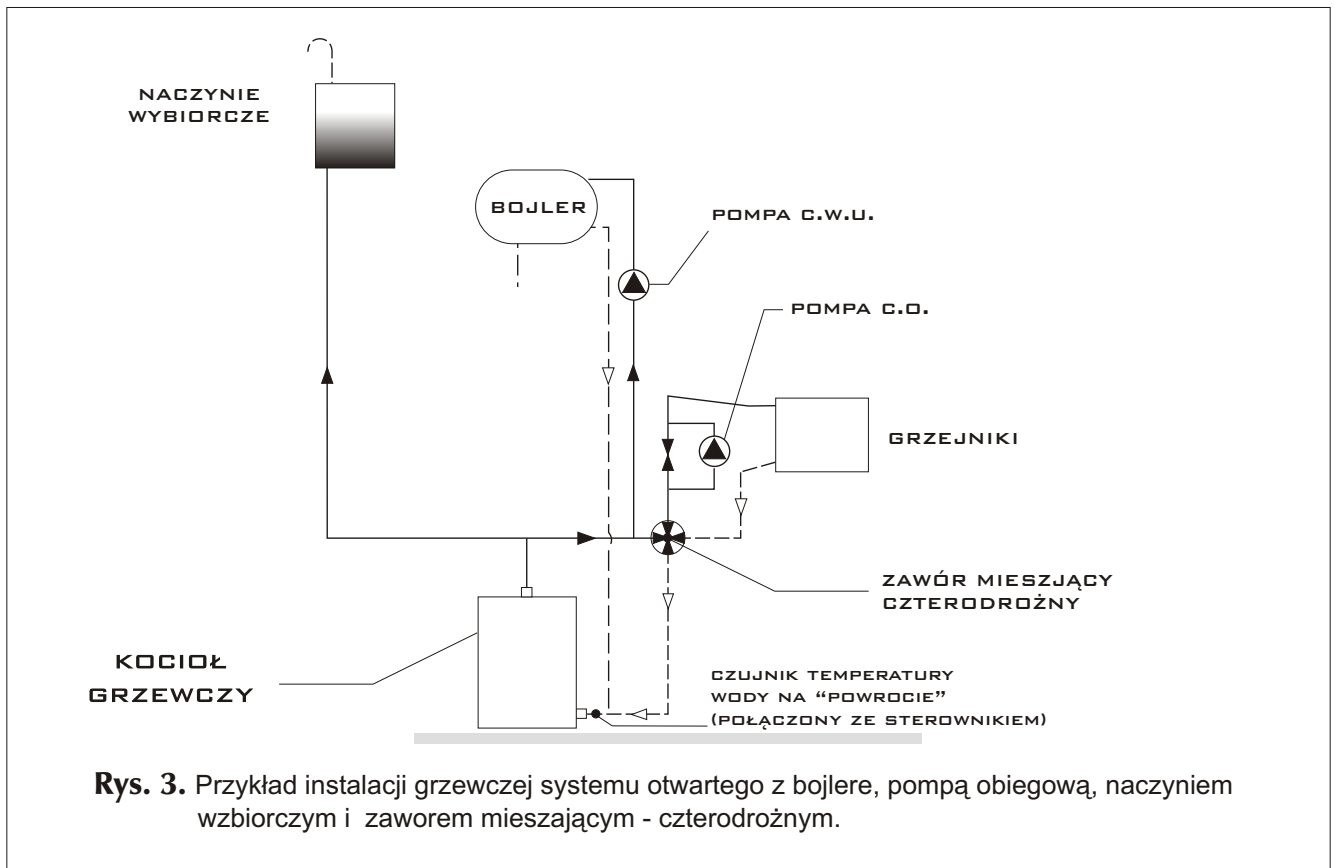 NACZYNIE
WYBIORCZE
BOJLER
POMPA C.W.U.
POMPA C.O.
GRZEJNIKI
ZAWÓR MIESZJĄCY
CZTERODROŻNY
KOCIOŁ
GRZEWCZY
CZUJNIK TEMPERATURY
WODY NA “POWROCIE”
(POŁĄCZONY ZE STEROWNIKIEM)
Rys. 3. Przykład instalacji grzewczej systemu otwartego z bojlere, pompą obiegową, naczyniem
wzbiorczym i zaworem mieszającym - czterodrożnym.